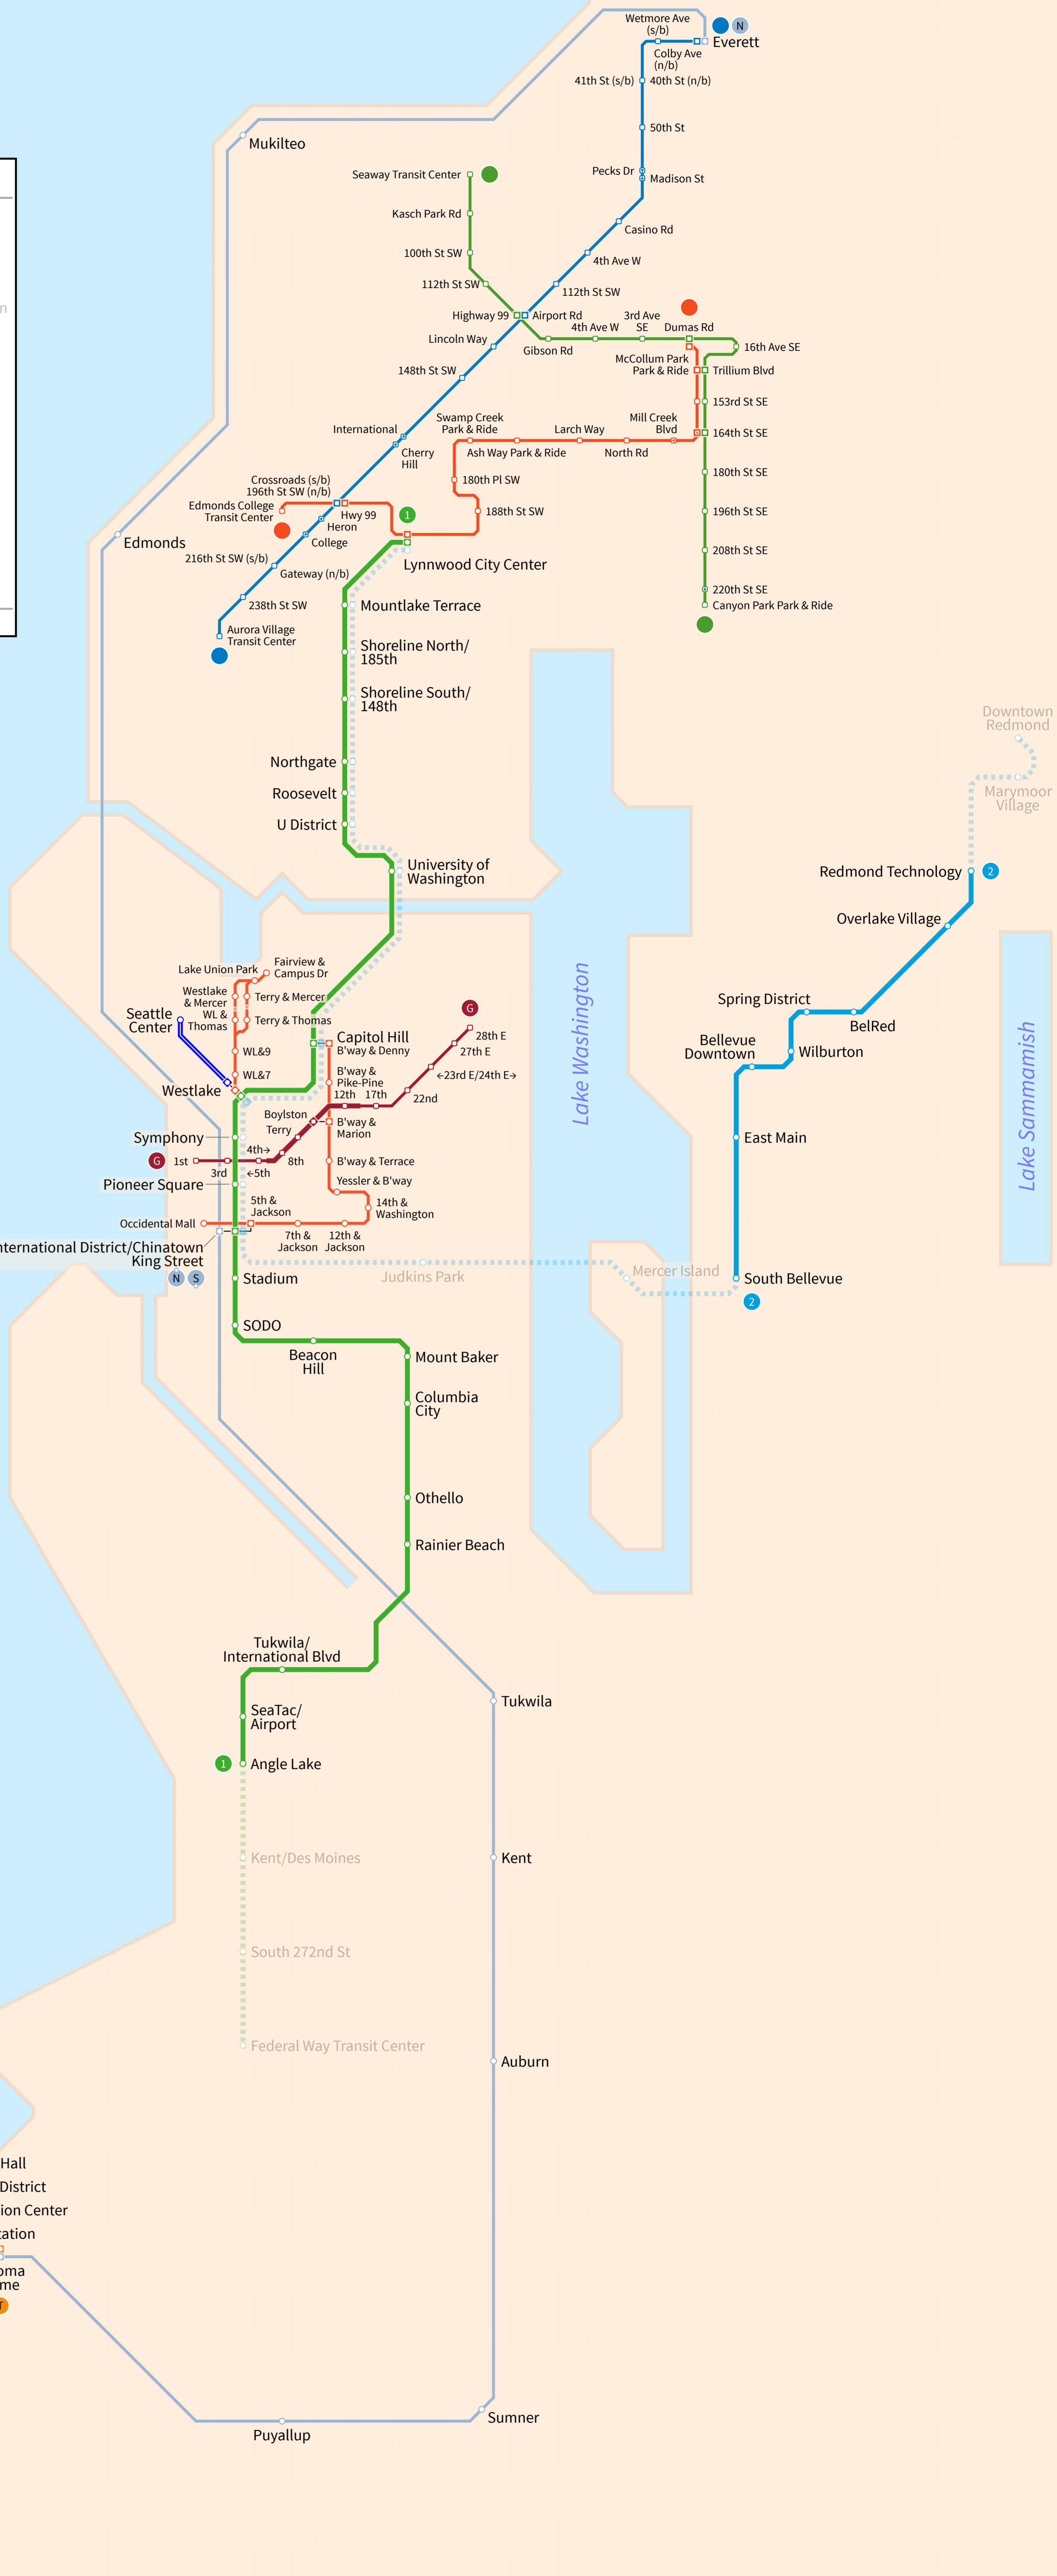 Wetmore Ave
(s/b)
N
Everett
Colby Ave
(n/b)
41th St (s/b)
40th St (n/b)
50th St
Mukilteo
Pecks Dr
Madison St
Seaway Transit Center
Kasch Park Rd
Casino Rd
100th St SW
4th Ave W
112th St SW
112th St SW
n
Highway 99
Airport Rd
3rd Ave
SE
4th Ave W
Dumas Rd
Lincoln Way
Gibson Rd
16th Ave SE
McCollum Park
Park & Ride
Trillium Blvd
148th St SW
153rd St SE
Swamp Creek
Park & Ride
Mill Creek
Blvd
International
Larch Way
164th St SE
Cherry
Hill
Ash Way Park & Ride
North Rd
180th St SE
Crossroads (s/b)
196th St SW (n/b)
180th Pl SW
Edmonds College
Transit Center
Hwy 99
1
188th St SW
196th St SE
Heron
Edmonds
College
208th St SE
216th St SW (s/b)
Lynnwood City Center
Gateway (n/b)
220th St SE
238th St SW
Mountlake Terrace
Canyon Park Park & Ride
Aurora Village
Transit Center
Shoreline North/
185th
Shoreline South/
148th
Downtown
Redmond
Northgate
Roosevelt
Marymoor
Village
U District
University of
Washington
Redmond Technology
2
Overlake Village
Lake Union Park
Fairview &
Campus Dr
Westlake
& Mercer
Terry & Mercer
Seattle
Center
WL &
Thomas
Terry & Thomas
G
Spring District
BelRed
Capitol Hill
B'way & Denny
28th E
27th E
Bellevue
Downtown
Wilburton
WL&9
WL&7
B'way &
Pike-Pine
←23rd E/24th E→
Westlake
12th
17th
22nd
Lake Washington
Lake Sammamish
Boylston
Terry
B'way &
Marion
Symphony
East Main
4th→
G
1st
8th
B'way & Terrace
3rd
←5th
Pioneer Square
Yessler & B'way
5th &
Jackson
14th &
Washington
Occidental Mall
7th &
Jackson
12th &
Jackson
nternational District/Chinatown
King Street
N
S
Stadium
Judkins Park
Mercer Island
South Bellevue
2
SODO
Beacon
Hill
Mount Baker
Columbia
City
Othello
Rainier Beach
Tukwila/
International Blvd
Tukwila
SeaTac/
Airport
1
Angle Lake
Kent/Des Moines
Kent
South 272nd St
Federal Way Transit Center
Auburn
Hall
District
ion Center
tation
oma
me
T
Sumner
Puyallup